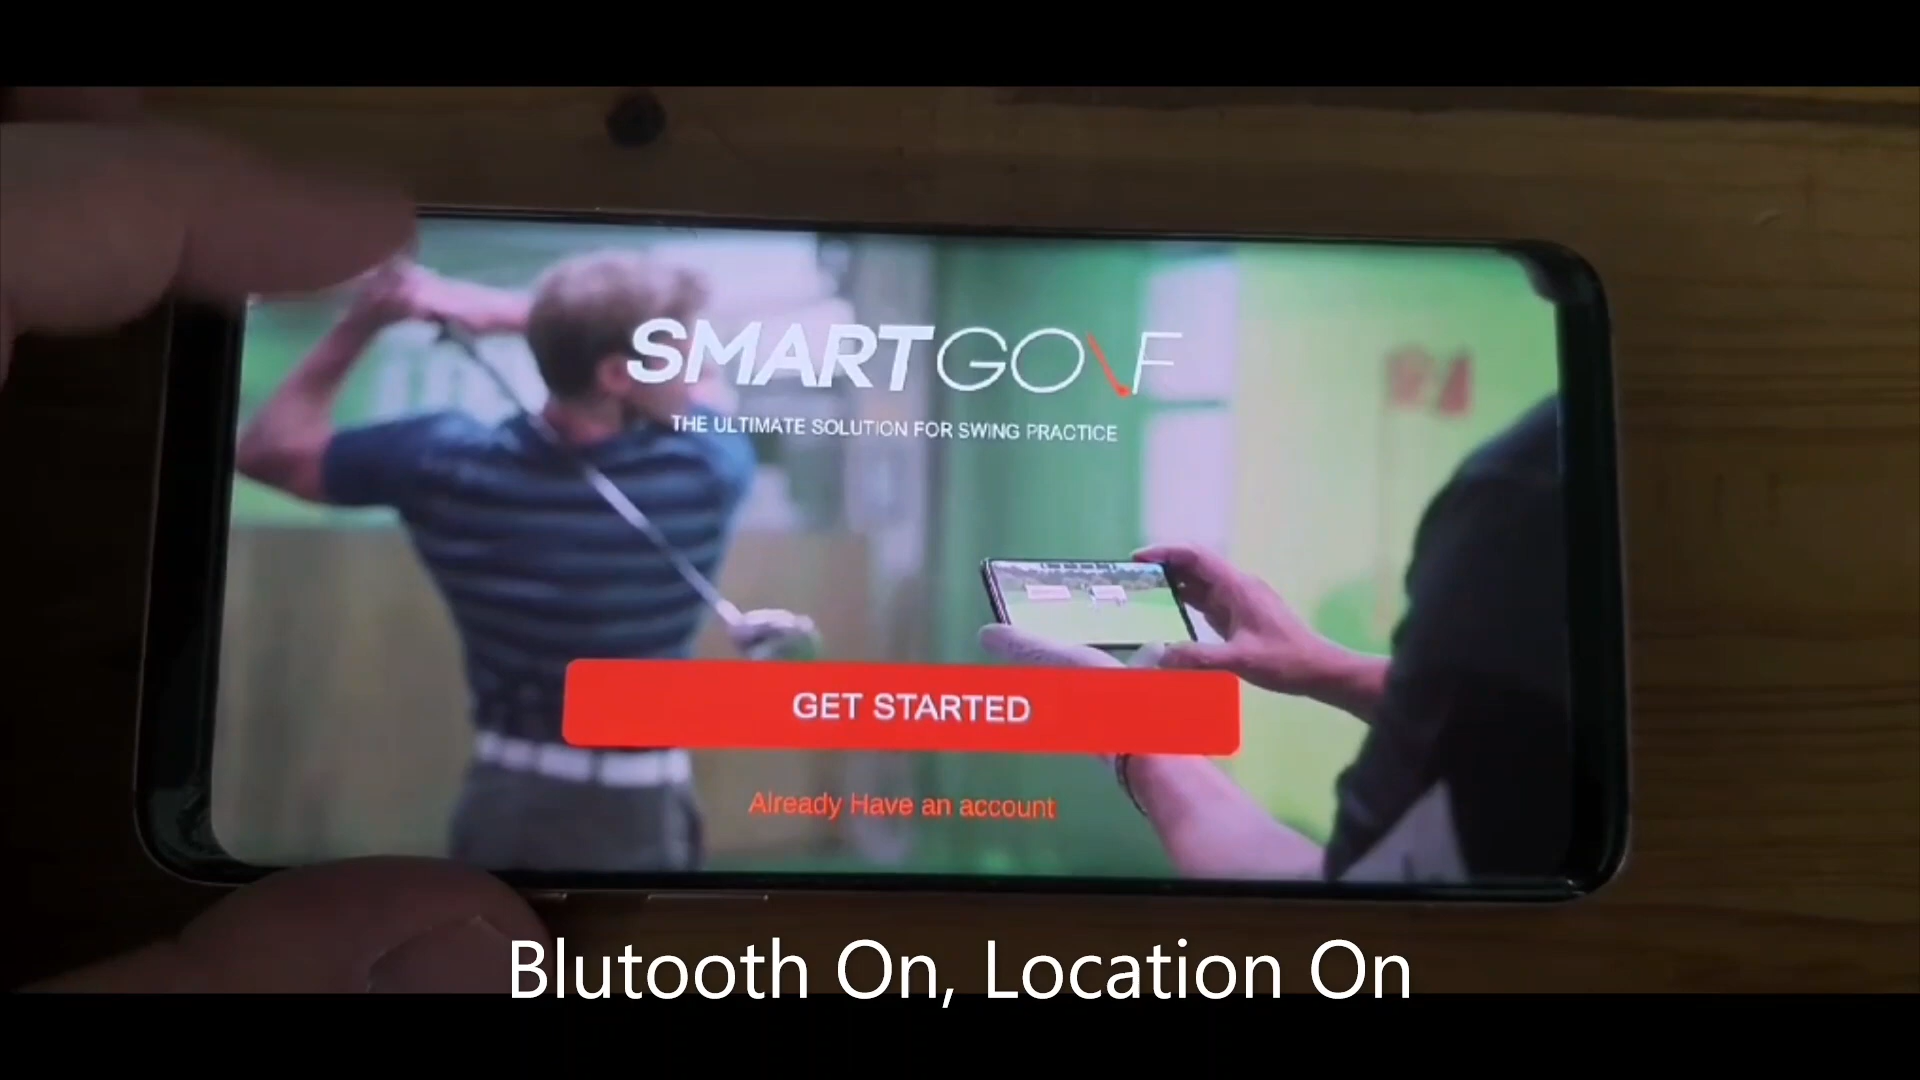 SMARTGOLF
THE ULTIMATE SOLUTION FOR SWING PRACTICE
GET STARTED
Already Have an account
Blutooth On, Location On